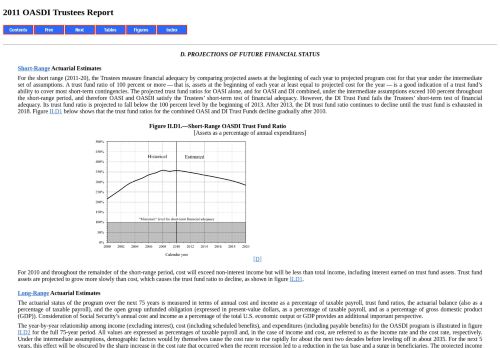 2011 OASDI Trustees Report
Contents Prev Next Tables Figures Index
D. PROJECTIONS OF FUTURE FINANCIAL STATUS
Short-Range Actuarial Estimates
For the short range (2011-20), the Trustees measure financial adequacy by comparing projected assets at the beginning of each year to projected program cost for that year under the intermediate
set of assumptions. A trust fund ratio of 100 percent or more — that is, assets at the beginning of each year at least equal to projected cost for the year — is a good indication of a trust fund's
ability to cover most short-term contingencies. The projected trust fund ratios for OASI alone, and for OASI and DI combined, under the intermediate assumptions exceed 100 percent throughout
the short-range period, and therefore OASI and OASDI satisfy the Trustees' short-term test of financial adequacy. However, the DI Trust Fund fails the Trustees' short-term test of financial
adequacy. Its trust fund ratio is projected to fall below the 100 percent level by the beginning of 2013. After 2013, the DI trust fund ratio continues to decline until the trust fund is exhausted in
2018. Figure II.D1 below shows that the trust fund ratios for the combined OASI and DI Trust Funds decline gradually after 2010.
Figure II.D1.—Short-Range OASDI Trust Fund Ratio
[Assets as a percentage of annual expenditures]
500%
450%
400%
350%
300%
250%
200%
150%
100%
50%
0%
Historical Estimated
"Minimum" level for short-term financial adequacy
2000 2002 2004 2006 2008 2010 2012 2014 2016 2018 2020
Calendar year
[D]
For 2010 and throughout the remainder of the short-range period, cost will exceed non-interest income but will be less than total income, including interest earned on trust fund assets. Trust fund
assets are projected to grow more slowly than cost, which causes the trust fund ratio to decline, as shown in figure II.D1.
Long-Range Actuarial Estimates
The actuarial status of the program over the next 75 years is measured in terms of annual cost and income as a percentage of taxable payroll, trust fund ratios, the actuarial balance (also as a
percentage of taxable payroll), and the open group unfunded obligation (expressed in present-value dollars, as a percentage of taxable payroll, and as a percentage of gross domestic product
(GDP)). Consideration of Social Security's annual cost and income as a percentage of the total U.S. economic output or GDP provides an additional important perspective.
The year-by-year relationship among income (excluding interest), cost (including scheduled benefits), and expenditures (including payable benefits) for the OASDI program is illustrated in figure
II.D2 for the full 75-year period. All values are expressed as percentages of taxable payroll and, in the case of income and cost, are referred to as the income rate and the cost rate, respectively.
Under the intermediate assumptions, demographic factors would by themselves cause the cost rate to rise rapidly for about the next two decades before leveling off in about 2035. For the next 5
years, this effect will be obscured by the sharp increase in the cost rate that occurred when the recent recession led to a reduction in the tax base and a surge in beneficiaries. The projected income